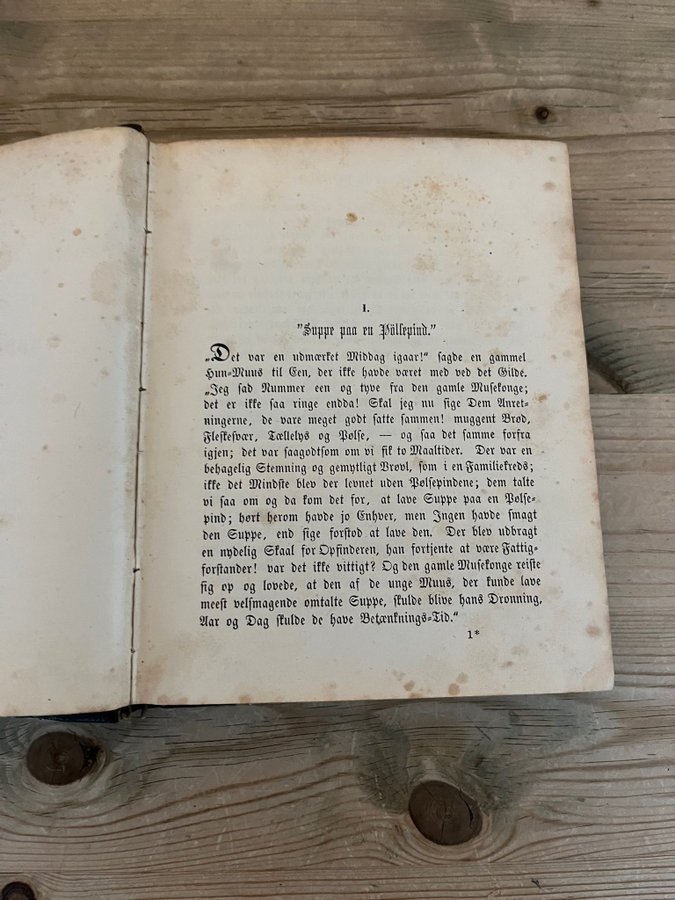 I.
"Suppe paa en Pölsepind."
„Det var en udmærket Middag igaar!“ sagde en gammel
Hun-Muus til Een, der ikke havde været med ved det Gilde.
„Jeg sad Nummer een og tyve fra den gamle Musekonge;
det er ikke saa ringe endda! Skal jeg nu sige Dem Anret-
ningerne, de vare meget godt satte sammen! muggent Brød,
Fleskesvær, Tællelys og Pølse, — og saa det samme forfra
igjen; det var saagodtsom om vi fik to Maaltider. Der var en
behagelig Stemning og gemytligt Vrøvl, som i en Familiekreds;
ikke det Mindste blev der levnet uden Pølsepindene; dem talte
vi saa om og da kom det for, at lave Suppe paa en Pølse-
pind; hørt herom havde jo Enhver, men Ingen havde smagt
den Suppe, end sige forstod at lave den. Der blev udbragt
en nydelig Skaal for Opfinderen, han fortjente at være Fattig-
forstander! var det ikke vittigt? Og den gamle Musekonge reiste
sig op og lovede, at den af de unge Muus, der kunde lave
meest velsmagende omtalte Suppe, skulde blive hans Dronning,
Aar og Dag skulde de have Betænknings-Tid.“
1*